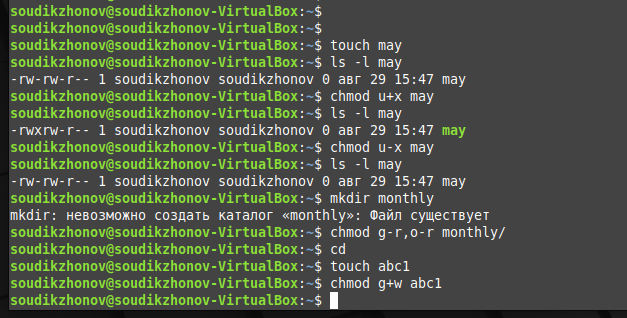 soudikzhonov@soudikzhonov-VirtualBox:~$
soudikzhonov@soudikzhonov-VirtualBox:~$
soudikzhonov@soudikzhonov-VirtualBox:~$ touch may
soudikzhonov@soudikzhonov-VirtualBox:~$ ls -l may
-rw-rw-r-- 1 soudikzhonov soudikzhonov 0 авг 29 15:47 may
soudikzhonov@soudikzhonov-VirtualBox:~$ chmod u+x may
soudikzhonov@soudikzhonov-VirtualBox:~$ ls -l may
-rwxrw-r-- 1 soudikzhonov soudikzhonov 0 авг 29 15:47 may
soudikzhonov@soudikzhonov-VirtualBox:~$ chmod u-x may
soudikzhonov@soudikzhonov-VirtualBox:~$ ls -l may
-rw-rw-r-- 1 soudikzhonov soudikzhonov 0 авг 29 15:47 may
soudikzhonov@soudikzhonov-VirtualBox:~$ mkdir monthly
mkdir: невозможно создать каталог «monthly»: Файл существует
soudikzhonov@soudikzhonov-VirtualBox:~$ chmod g-r,o-r monthly/
soudikzhonov@soudikzhonov-VirtualBox:~$ cd
soudikzhonov@soudikzhonov-VirtualBox:~$ touch abc1
soudikzhonov@soudikzhonov-VirtualBox:~$ chmod g+w abc1
soudikzhonov@soudikzhonov-VirtualBox:~$